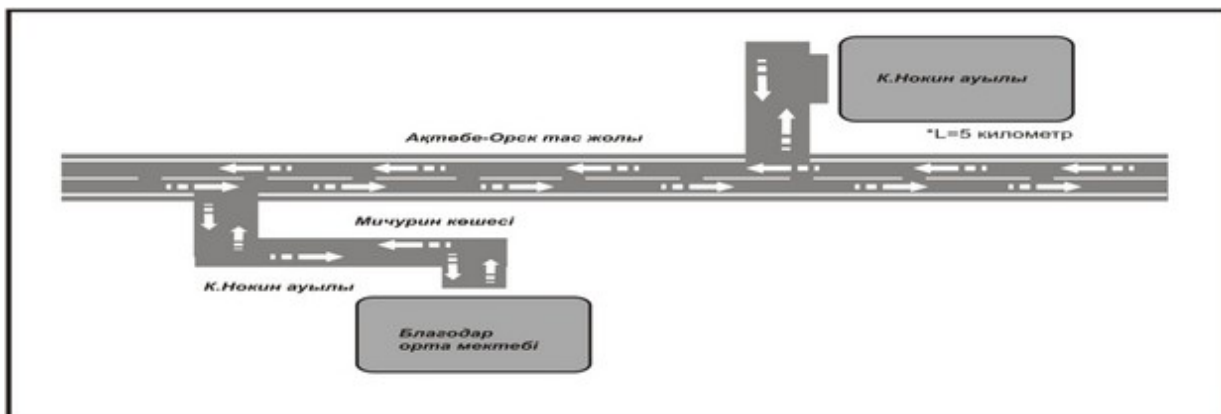 К.Нокин ауылы
*L=5 километр
Ақтөбе-Орск тас жолы
Мичурин көшесі
К.Нокин ауылы
Благодар
орта мектебі